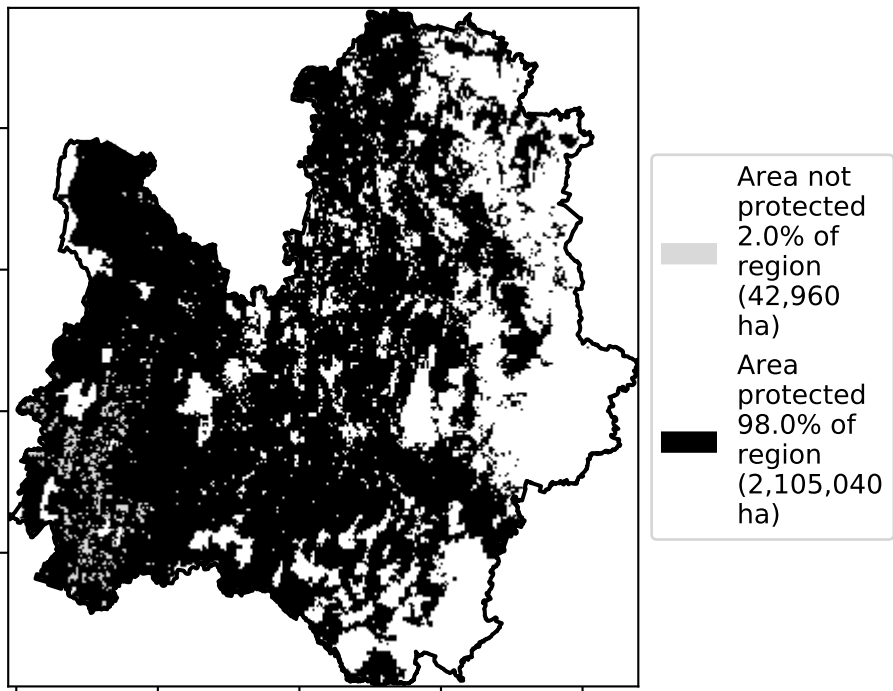 Area not
protected
2.0% of
region
(42,960
ha)
Area
protected
98.0% of
region
(2,105,040
ha)